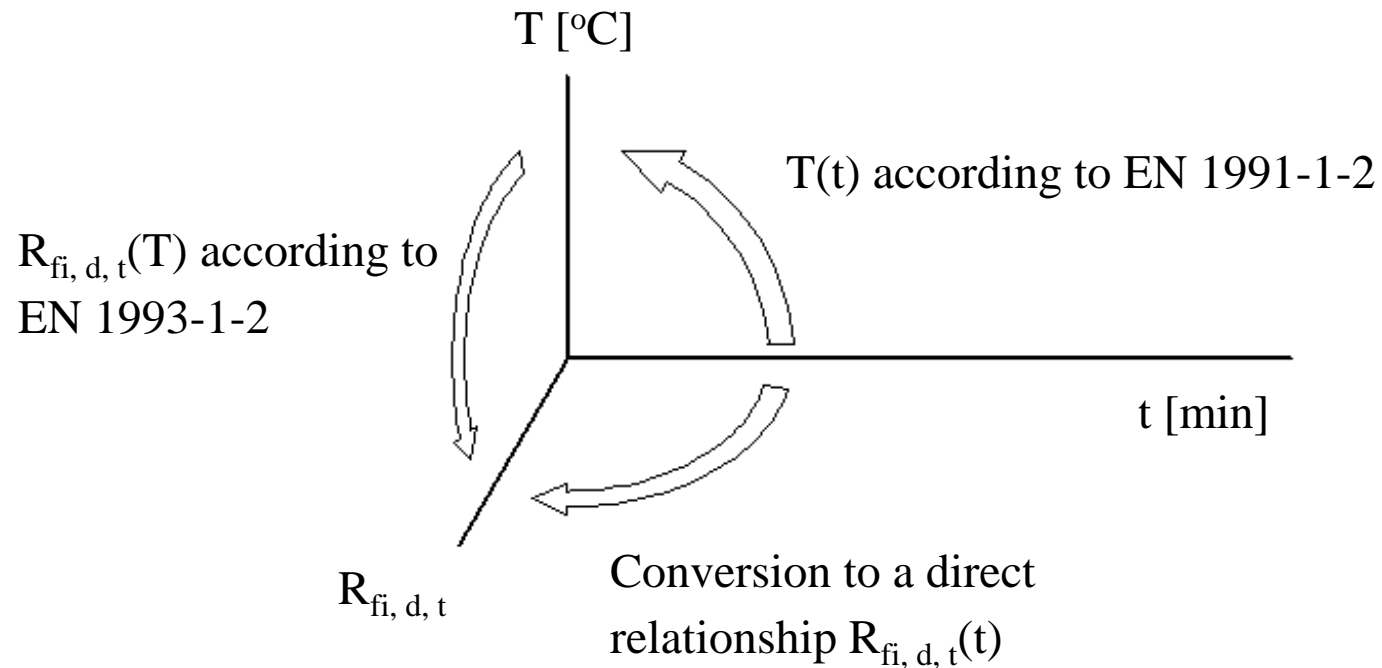 T [°C]
T(t) according to EN 1991-1-2
R_fi, d, t(T) according to
EN 1993-1-2
t [min]
R_fi, d, t
Conversion to a direct
relationship R_fi, d, t(t)